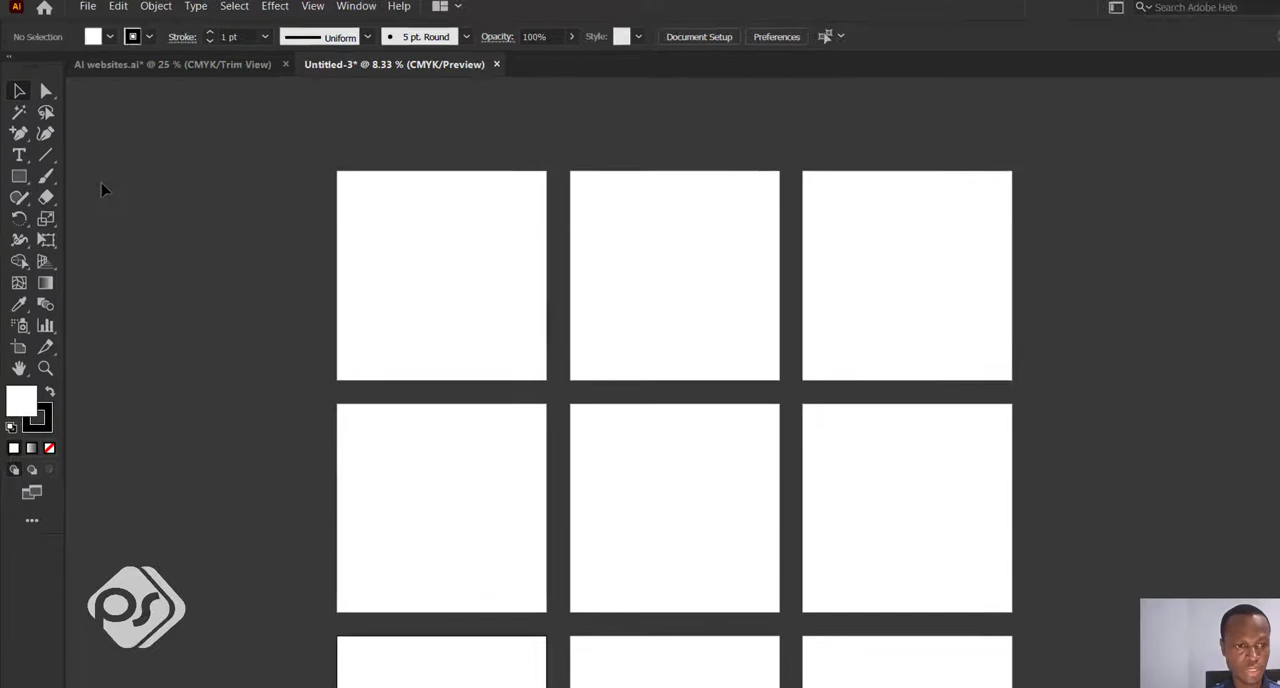 Ai File Edit Object Type Select Effect View Window Help Search Adobe Help
No Selection Stroke: 1 pt Uniform 5 pt. Round Opacity: 100% Style: Document Setup Preferences
AI websites.ai* @ 25 % (CMYK/Trim View) × Untitled-3* @ 8.33 % (CMYK/Preview) ×
ps